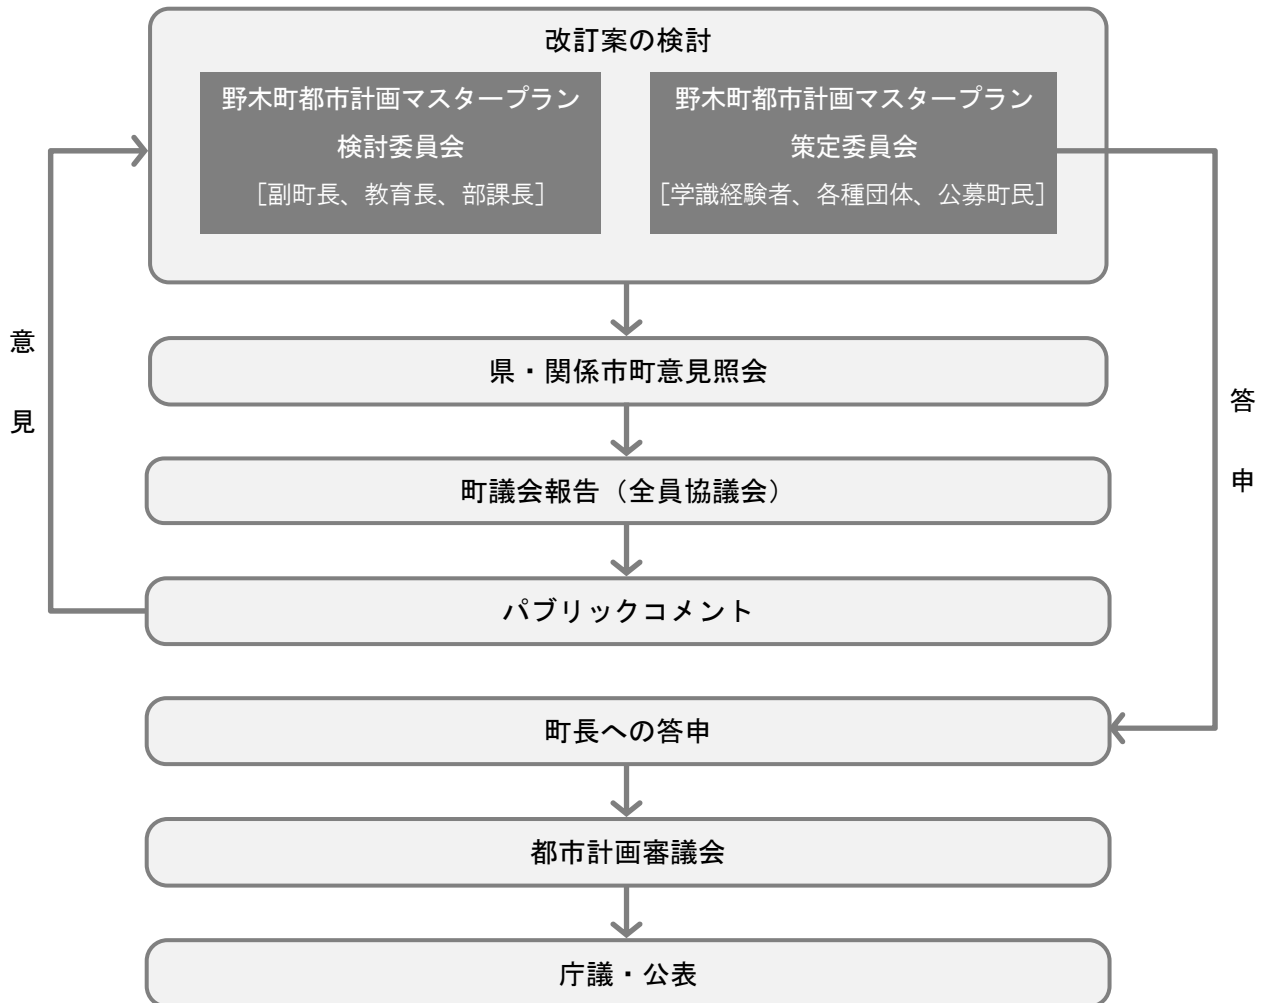 改訂案の検討
野木町都市計画マスタープラン
検討委員会
［副町長、教育長、部課長］
野木町都市計画マスタープラン
策定委員会
［学識経験者、各種団体、公募町民］
意見
答申
県・関係市町意見照会
町議会報告（全員協議会）
パブリックコメント
町長への答申
都市計画審議会
庁議・公表